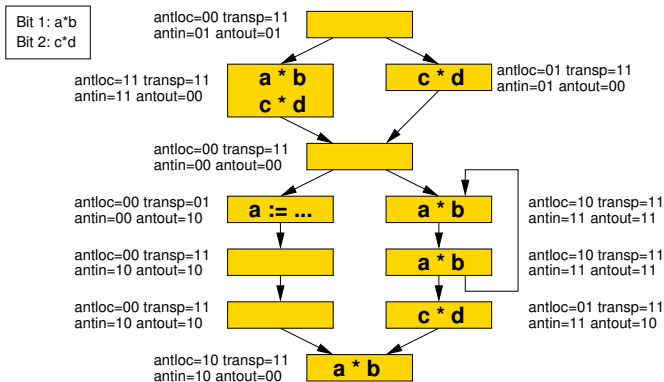 Bit 1: a*b
Bit 2: c*d
antloc=00 transp=11
antin=01 antout=01
antloc=11 transp=11
antin=11 antout=00
a * b
c * d
c * d
antloc=01 transp=11
antin=01 antout=00
antloc=00 transp=11
antin=00 antout=00
antloc=00 transp=01
antin=00 antout=10
a := ...
a * b
antloc=10 transp=11
antin=11 antout=11
antloc=00 transp=11
antin=10 antout=10
a * b
antloc=10 transp=11
antin=11 antout=11
antloc=00 transp=11
antin=10 antout=10
c * d
antloc=01 transp=11
antin=11 antout=10
antloc=10 transp=11
antin=10 antout=00
a * b